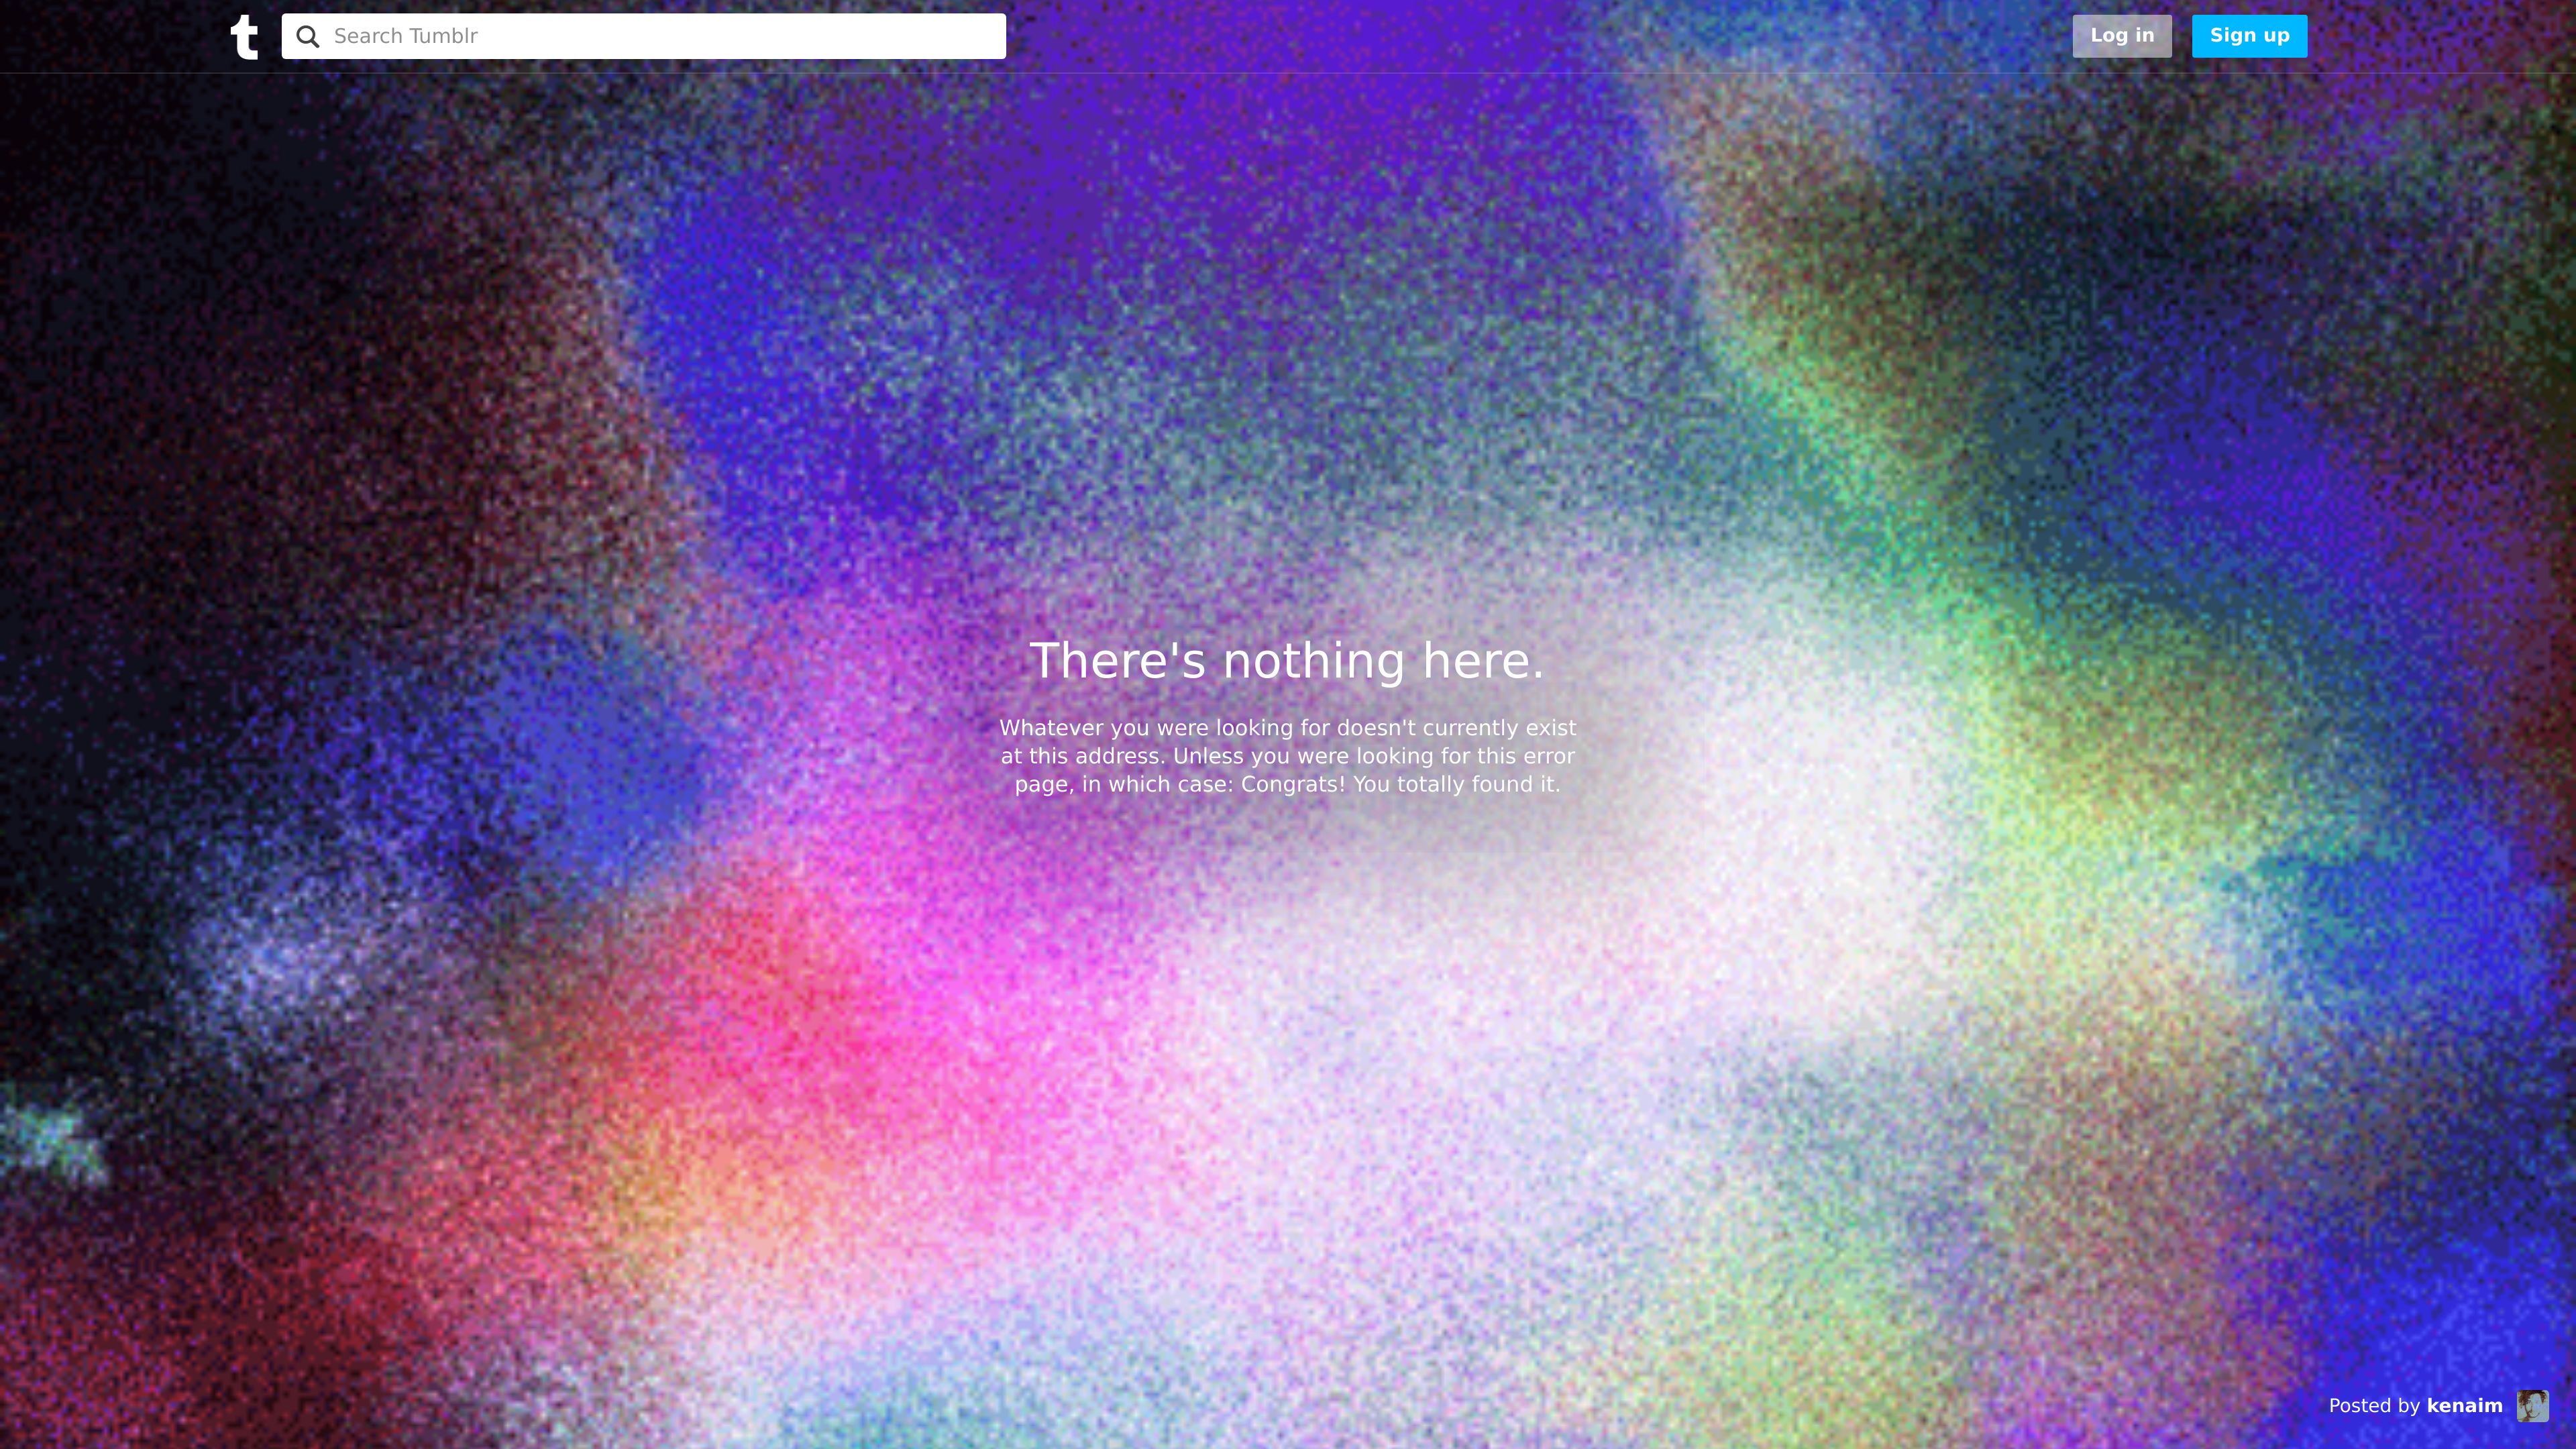 t
Search Tumblr
Log in
Sign up
There's nothing here.
Whatever you were looking for doesn't currently exist
at this address. Unless you were looking for this error
page, in which case: Congrats! You totally found it.
Posted by kenaim